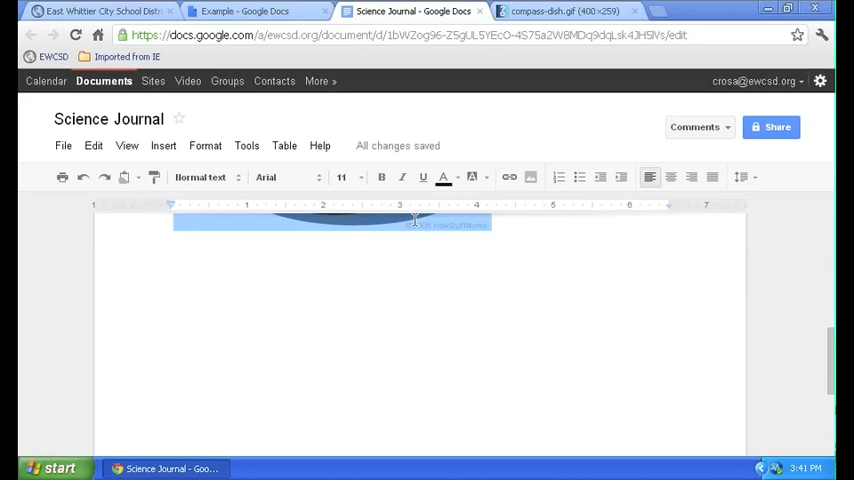 East Whittier City School Distri
Example - Google Docs
Science Journal - Google Docs
compass-dish.gif (400×259)
https://docs.google.com/a/ewcsd.org/document/d/1bWZog96-Z5gUL5YEcO-4S75a2W8MDq9dqLsk4JH5lVs/edit
EWCSD
Imported from IE
Calendar Documents Sites Video Groups Contacts More »
crosa@ewcsd.org
Science Journal
Comments
Share
File Edit View Insert Format Tools Table Help All changes saved
Normal text Arial 11 B I U A A
1 1 2 3 4 5 6 7
HowStuffWorks
start
Science Journal - Goo...
3:41 PM